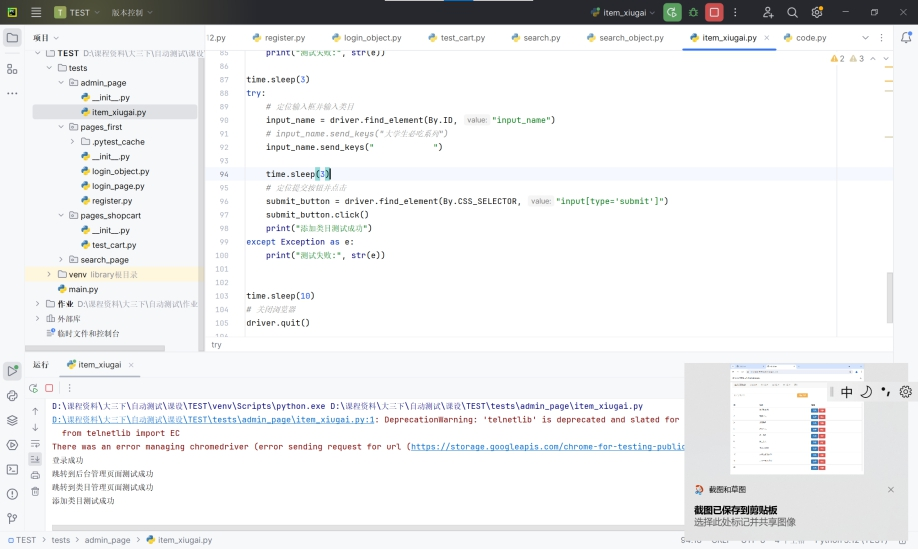 TEST
版本控制
item_xiugai
项目
12.py
register.py
login_object.py
test_cart.py
search.py
search_object.py
item_xiugai.py
code.py
TEST D:\课程资料\大三下\自动测试\课设\TEST
tests
admin_page
__init__.py
item_xiugai.py
pages_first
.pytest_cache
__init__.py
login_object.py
login_page.py
register.py
pages_shopcart
__init__.py
test_cart.py
search_page
venv library根目录
main.py
作业 D:\课程资料\大三下\自动测试\作业
外部库
临时文件和控制台
2 3
85 print("测试失败:", str(e))
86
87 time.sleep(3)
88 try:
89 # 定位输入框并输入类目
90 input_name = driver.find_element(By.ID, value: "input_name")
91 # input_name.send_keys("大学生必吃系列")
92 input_name.send_keys(" ")
93
94 time.sleep(3)
95 # 定位提交按钮并点击
96 submit_button = driver.find_element(By.CSS_SELECTOR, value: "input[type='submit']")
97 submit_button.click()
98 print("添加类目测试成功")
99 except Exception as e:
100 print("测试失败:", str(e))
101
102
103 time.sleep(10)
104 # 关闭浏览器
105 driver.quit()
try
运行
item_xiugai
D:\课程资料\大三下\自动测试\课设\TEST\venv\Scripts\python.exe D:\课程资料\大三下\自动测试\课设\TEST\tests\admin_page\item_xiugai.py
D:\课程资料\大三下\自动测试\课设\TEST\tests\admin_page\item_xiugai.py:1: DeprecationWarning: 'telnetlib' is deprecated and slated for
from telnetlib import EC
There was an error managing chromedriver (error sending request for url (https://storage.googleapis.com/chrome-for-testing-public
登录成功
跳转到后台管理页面测试成功
跳转到类目管理页面测试成功
添加类目测试成功
中
截图和草图
截图已保存到剪贴板
选择此处标记并共享图像
TEST > tests > admin_page > item_xiugai.py